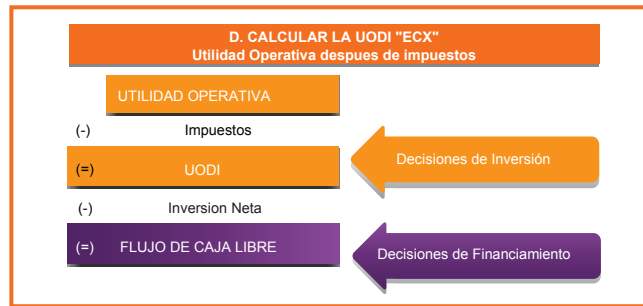 D. CALCULAR LA UODI "ECX"
Utilidad Operativa despues de impuestos
UTILIDAD OPERATIVA
(-) Impuestos
(=) UODI
Decisiones de Inversión
(-) Inversion Neta
(=) FLUJO DE CAJA LIBRE
Decisiones de Financiamiento